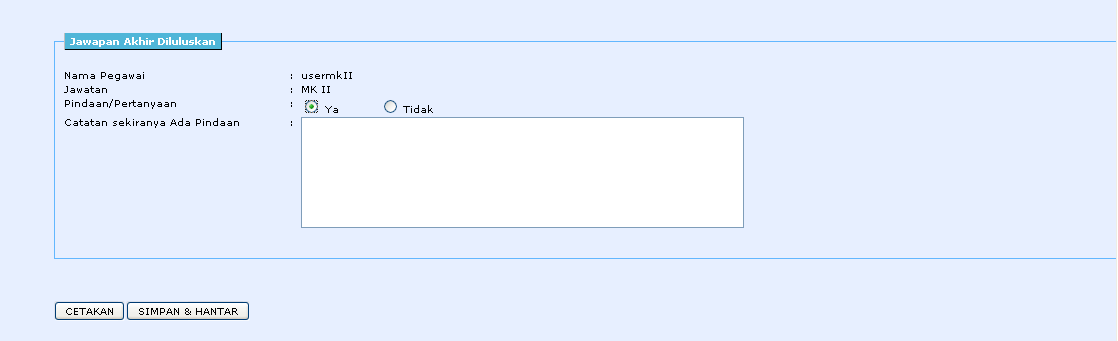 Jawapan Akhir Diluluskan
Nama Pegawai : usermkII
Jawatan : MK II
Pindaan/Pertanyaan : Ya Tidak
Catatan sekiranya Ada Pindaan :
CETAKAN SIMPAN & HANTAR